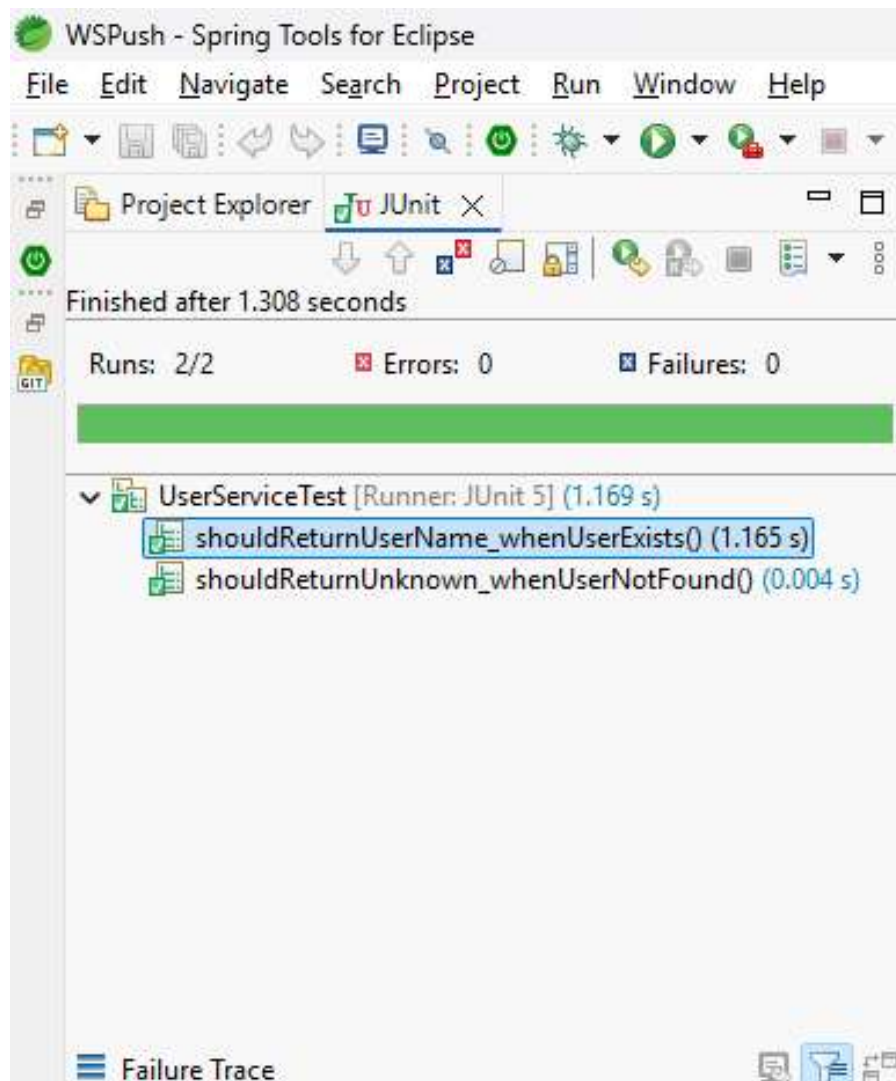 WSPush - Spring Tools for Eclipse
File Edit Navigate Search Project Run Window Help
Project Explorer JU JUnit
Finished after 1.308 seconds
Runs: 2/2 Errors: 0 Failures: 0
GIT
UserServiceTest [Runner: JUnit 5] (1.169 s)
shouldReturnUserName_whenUserExists() (1.165 s)
shouldReturnUnknown_whenUserNotFound() (0.004 s)
Failure Trace